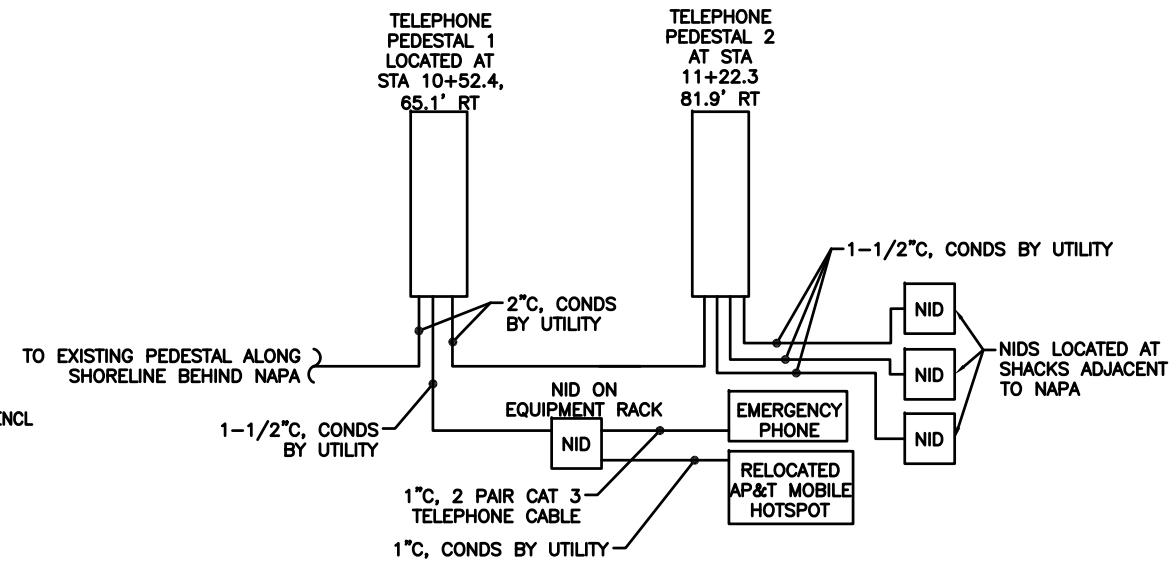 TELEPHONE
PEDESTAL 1
LOCATED AT
STA 10+52.4,
65.1' RT
TELEPHONE
PEDESTAL 2
AT STA
11+22.3
81.9' RT
1-1/2"C, CONDS BY UTILITY
2"C, CONDS
BY UTILITY
NID
NID
NID
NIDS LOCATED AT
SHACKS ADJACENT
TO NAPA
TO EXISTING PEDESTAL ALONG
SHORELINE BEHIND NAPA
ENCL
1-1/2"C, CONDS
BY UTILITY
NID ON
EQUIPMENT RACK
NID
EMERGENCY
PHONE
RELOCATED
AP&T MOBILE
HOTSPOT
1"C, 2 PAIR CAT 3
TELEPHONE CABLE
1"C, CONDS BY UTILITY